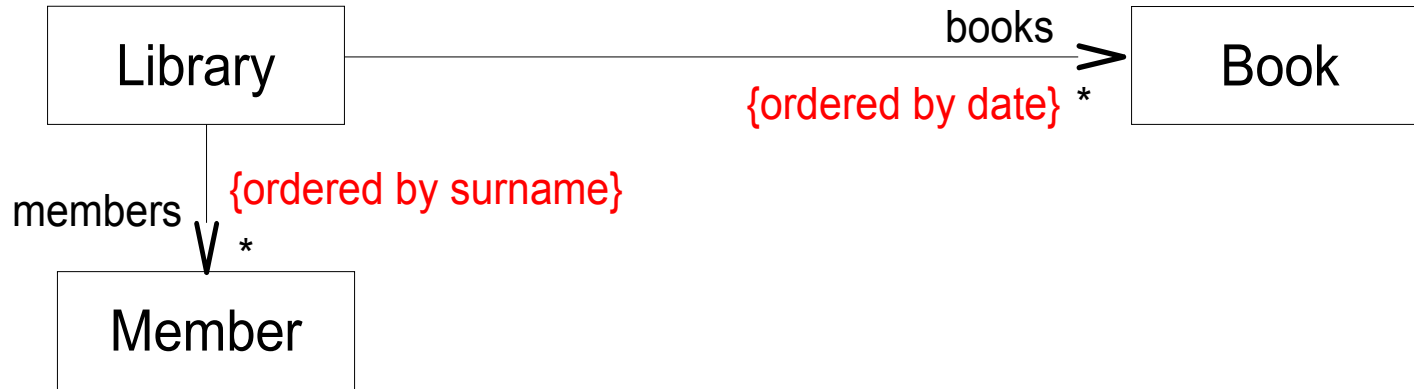 books
Library
Book
{ordered by date} *
{ordered by surname}
members
*
Member